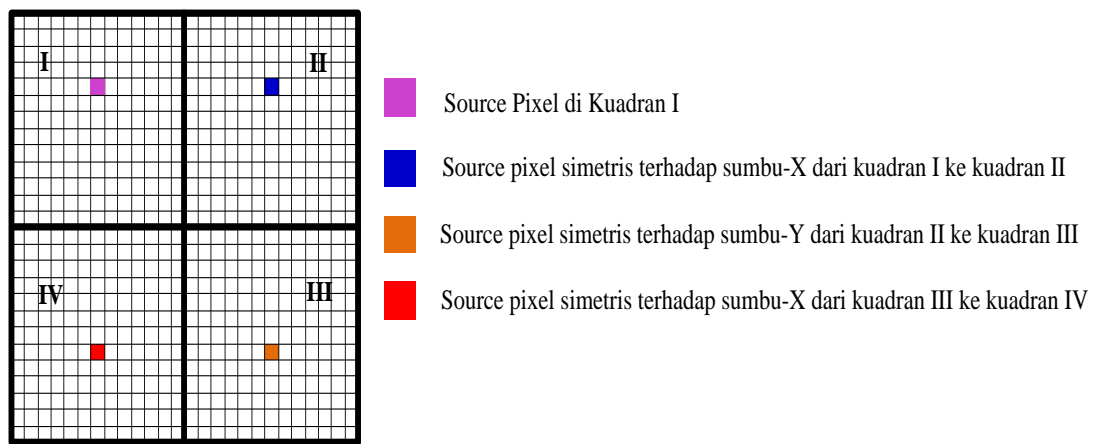 I
II
IV
III
Source Pixel di Kuadran I
Source pixel simetris terhadap sumbu-X dari kuadran I ke kuadran II
Source pixel simetris terhadap sumbu-Y dari kuadran II ke kuadran III
Source pixel simetris terhadap sumbu-X dari kuadran III ke kuadran IV